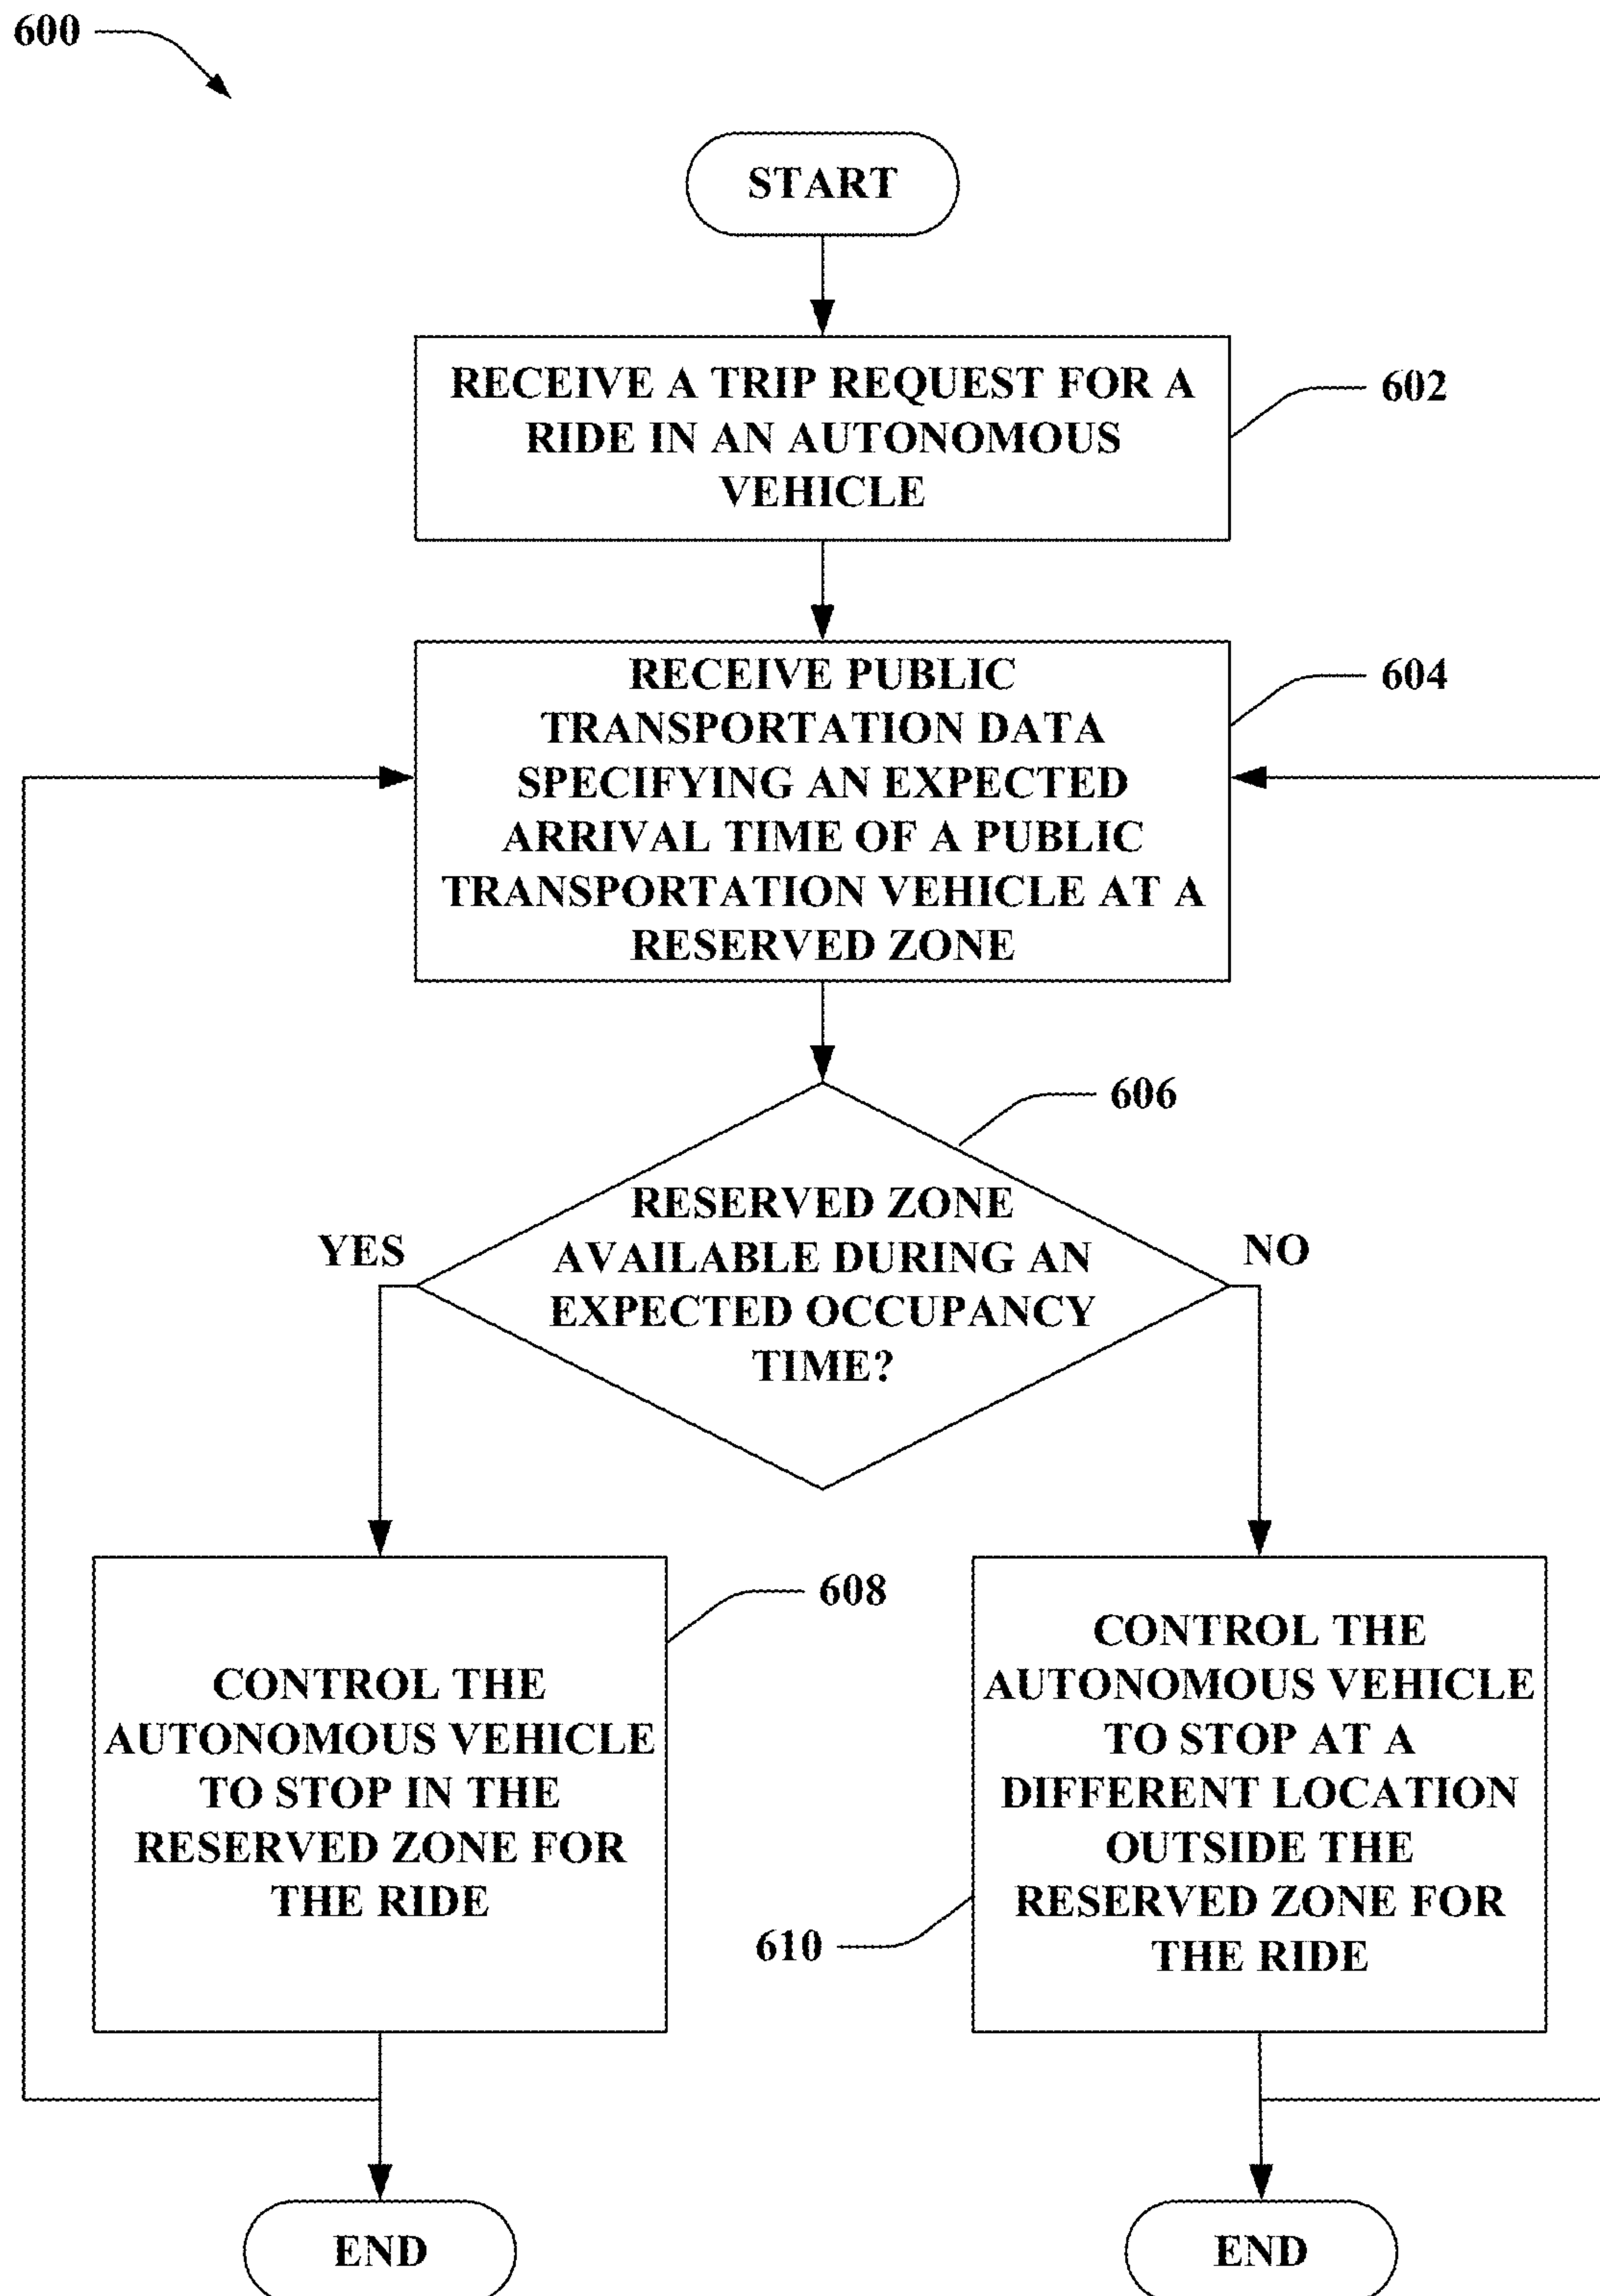 600
START
RECEIVE A TRIP REQUEST FOR A
RIDE IN AN AUTONOMOUS
VEHICLE
602
RECEIVE PUBLIC
TRANSPORTATION DATA
SPECIFYING AN EXPECTED
ARRIVAL TIME OF A PUBLIC
TRANSPORTATION VEHICLE AT A
RESERVED ZONE
604
606
RESERVED ZONE
AVAILABLE DURING AN
EXPECTED OCCUPANCY
TIME?
YES
NO
CONTROL THE
AUTONOMOUS VEHICLE
TO STOP IN THE
RESERVED ZONE FOR
THE RIDE
608
CONTROL THE
AUTONOMOUS VEHICLE
TO STOP AT A
DIFFERENT LOCATION
OUTSIDE THE
RESERVED ZONE FOR
THE RIDE
610
END
END